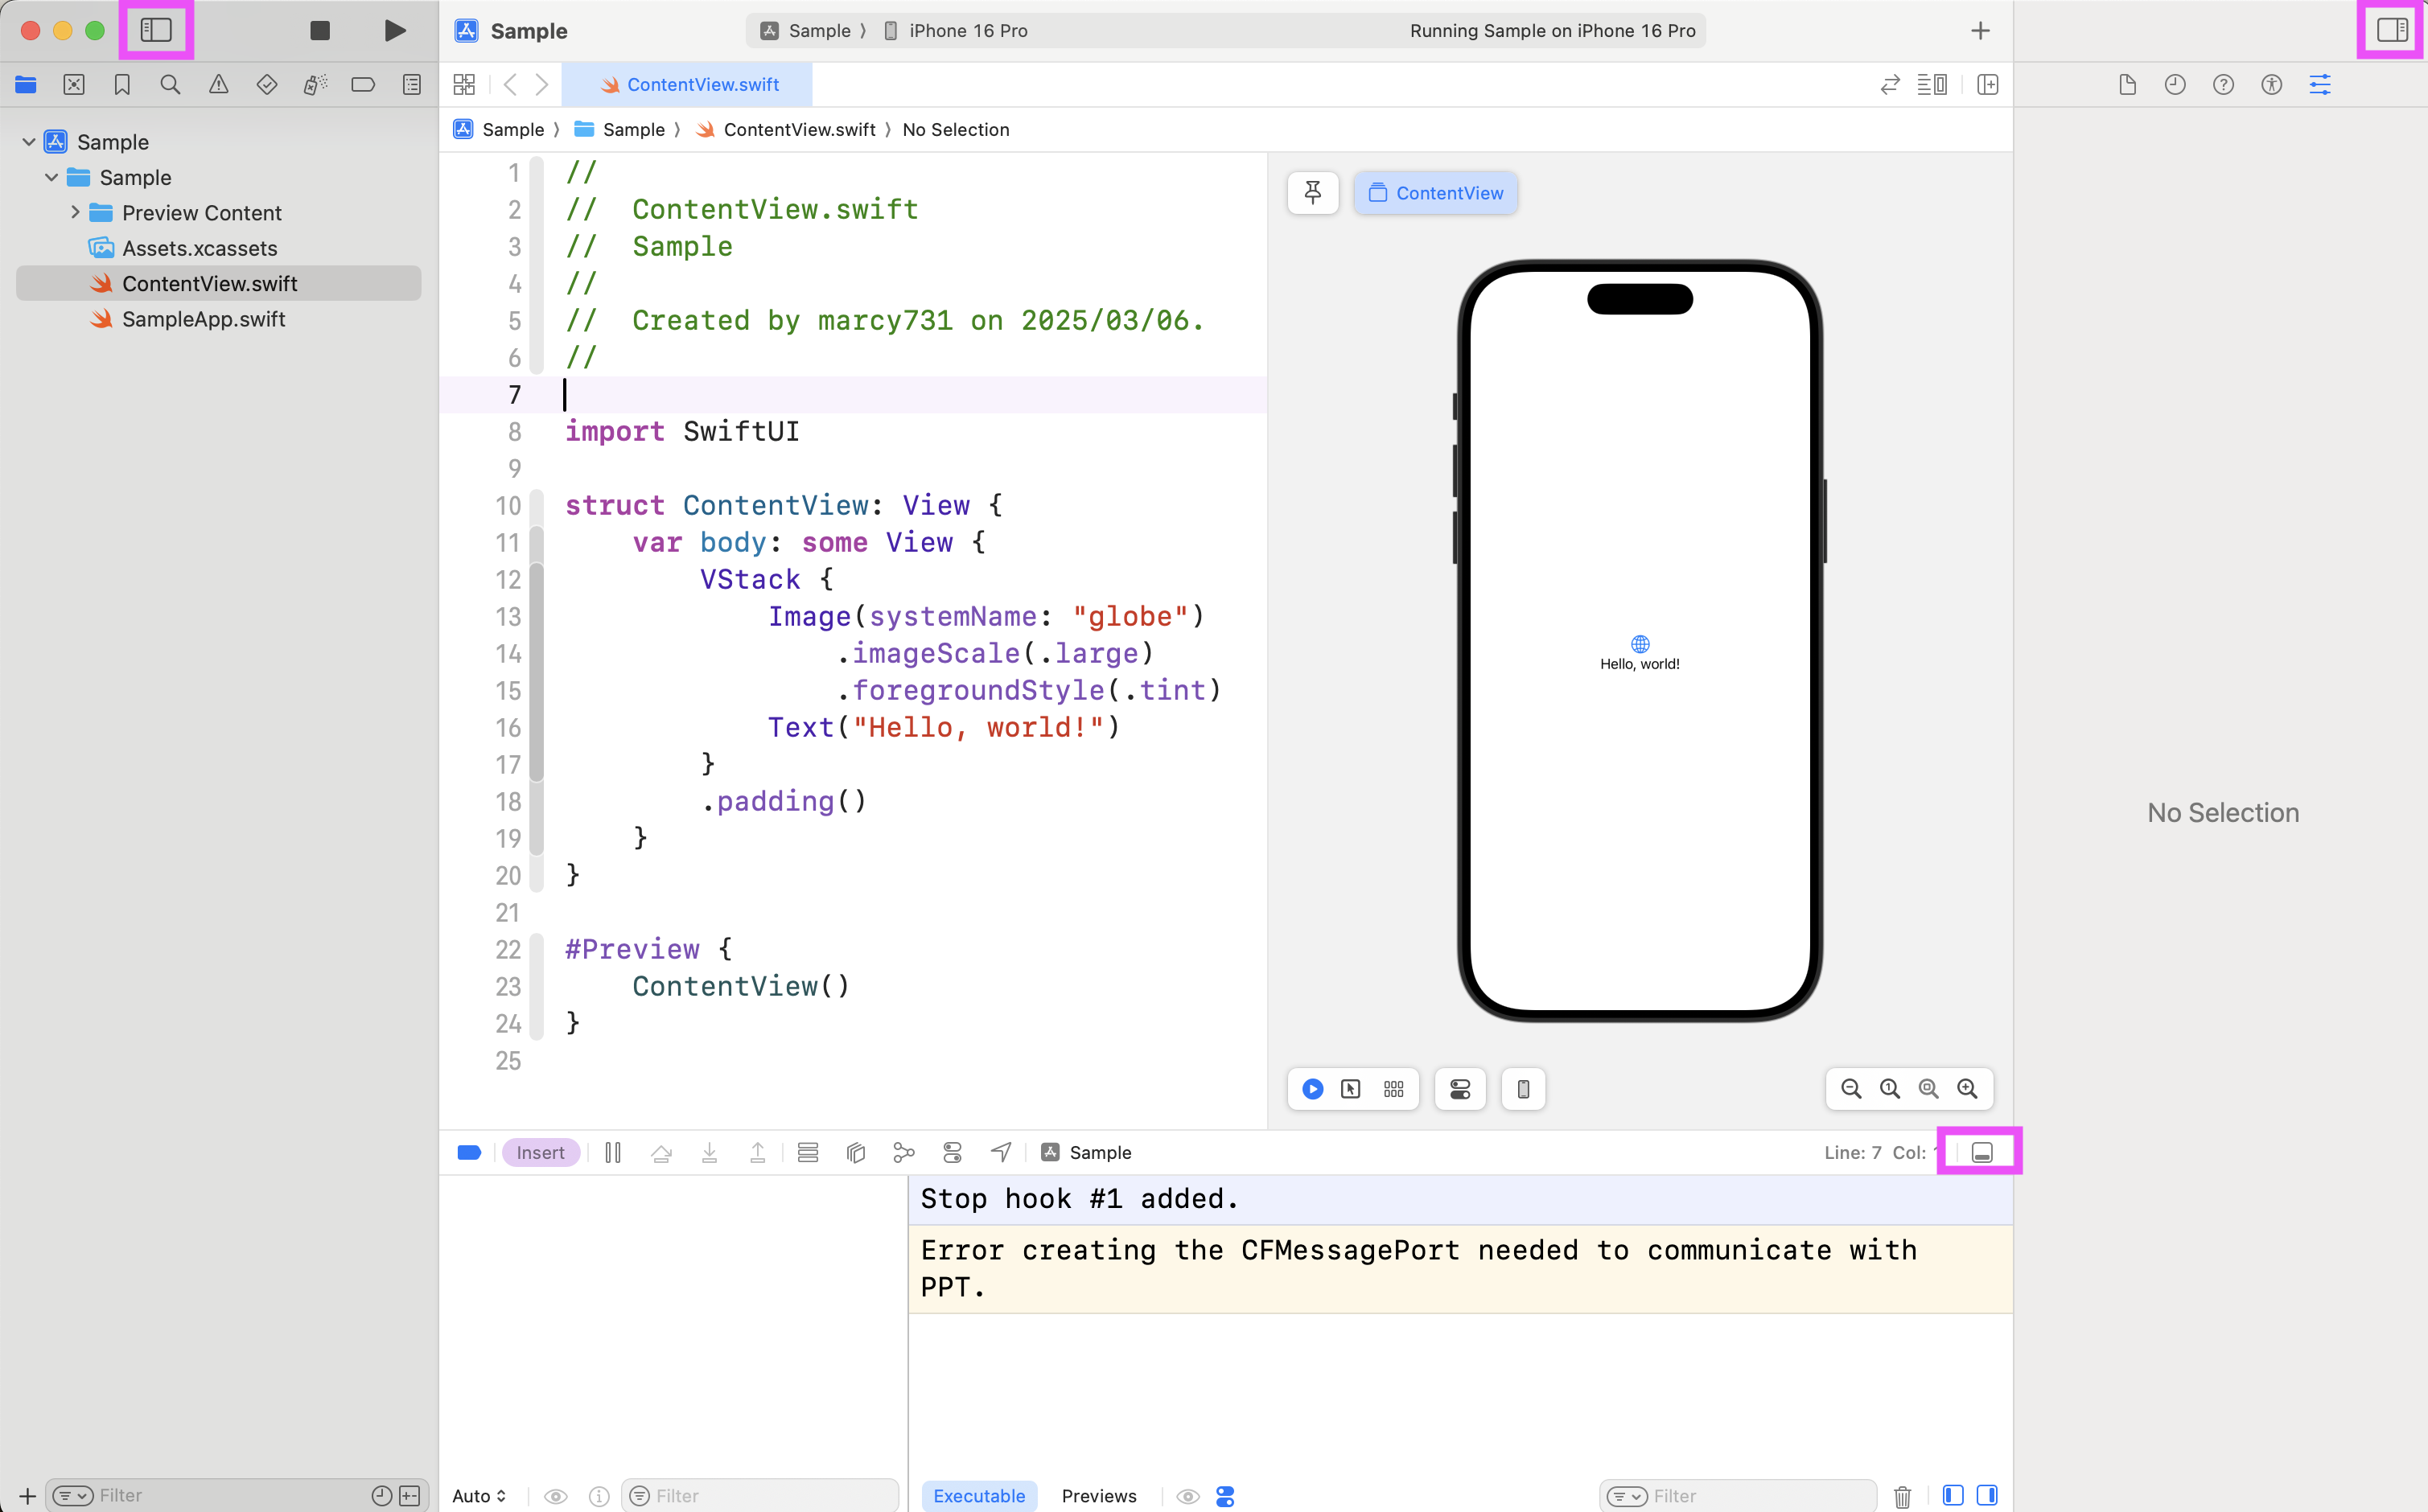 Sample
Sample 〉 iPhone 16 Pro
Running Sample on iPhone 16 Pro
ContentView.swift
Sample 〉 Sample 〉 ContentView.swift 〉 No Selection
Sample
Sample
Preview Content
Assets.xcassets
ContentView.swift
SampleApp.swift
1 //
2 //  ContentView.swift
3 //  Sample
4 //
5 //  Created by marcy731 on 2025/03/06.
6 //
7
8 import SwiftUI
9
10 struct ContentView: View {
11     var body: some View {
12         VStack {
13             Image(systemName: "globe")
14                 .imageScale(.large)
15                 .foregroundStyle(.tint)
16             Text("Hello, world!")
17         }
18         .padding()
19     }
20 }
21
22 #Preview {
23     ContentView()
24 }
25
ContentView
Hello, world!
No Selection
Insert
Sample
Line: 7 Col:
Stop hook #1 added.
Error creating the CFMessagePort needed to communicate with
PPT.
Filter
Auto
Filter
Executable
Previews
Filter